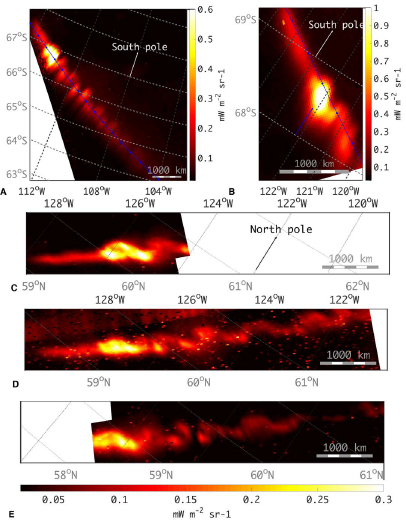 67°S
66°S
65°S
64°S
63°S
112°W 108°W 104°W
South pole
1000 km
0.6
0.5
0.4
0.3
0.2
0.1
mW m-2 sr-1
A
69°S
68°S
122°W 121°W 120°W
South pole
1000 km
1
0.9
0.8
0.7
0.6
0.5
0.4
0.3
0.2
0.1
mW m-2 sr-1
B
128°W 126°W 124°W 122°W 120°W
North pole
1000 km
59°N 60°N 61°N 62°N
C
128°W 126°W 124°W 122°W
1000 km
59°N 60°N 61°N
D
1000 km
58°N 59°N 60°N 61°N
0.05 0.1 0.15 0.2 0.25 0.3
E mW m-2 sr-1